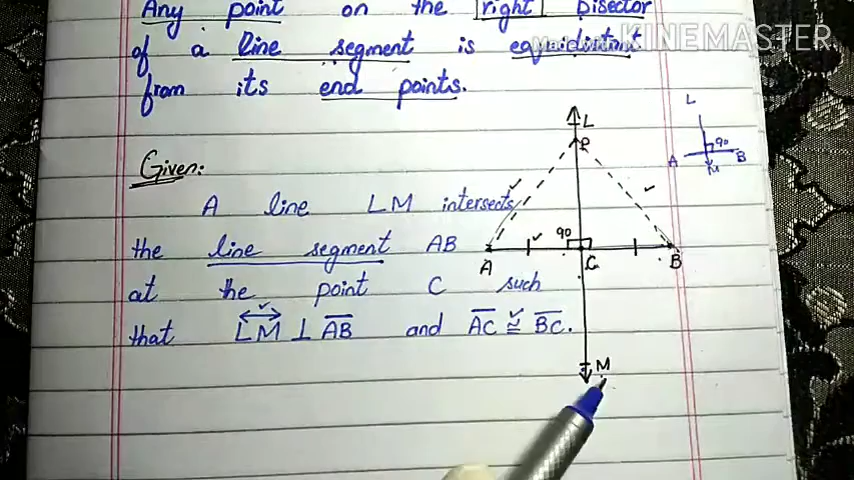 Any point on the right bisector
of a line segment is equidistint
from its end points.
Given:
A line LM intersects
the line segment AB
at the point C such
that LM ⊥ AB and AC ≅ BC.
L
P
90
A C B
M
L
90
A B
M
KINEMASTER